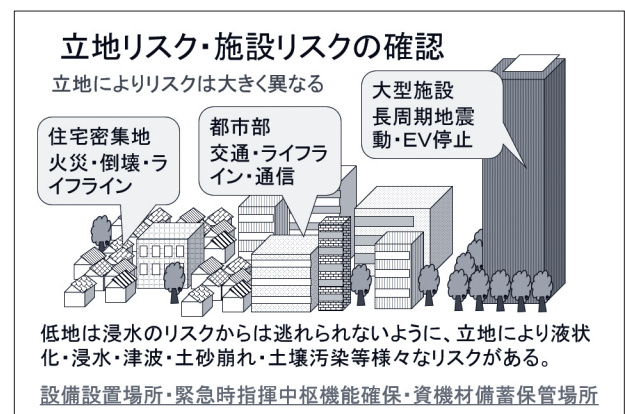 立地リスク・施設リスクの確認
立地によりリスクは大きく異なる
住宅密集地
火災・倒壊・ラ
イフライン
都市部
交通・ライフラ
イン・通信
大型施設
長周期地震
動・EV停止
低地は浸水のリスクからは逃れられないように、立地により液状
化・浸水・津波・土砂崩れ・土壌汚染等様々なリスクがある。
設備設置場所・緊急時指揮中枢機能確保・資機材備蓄保管場所